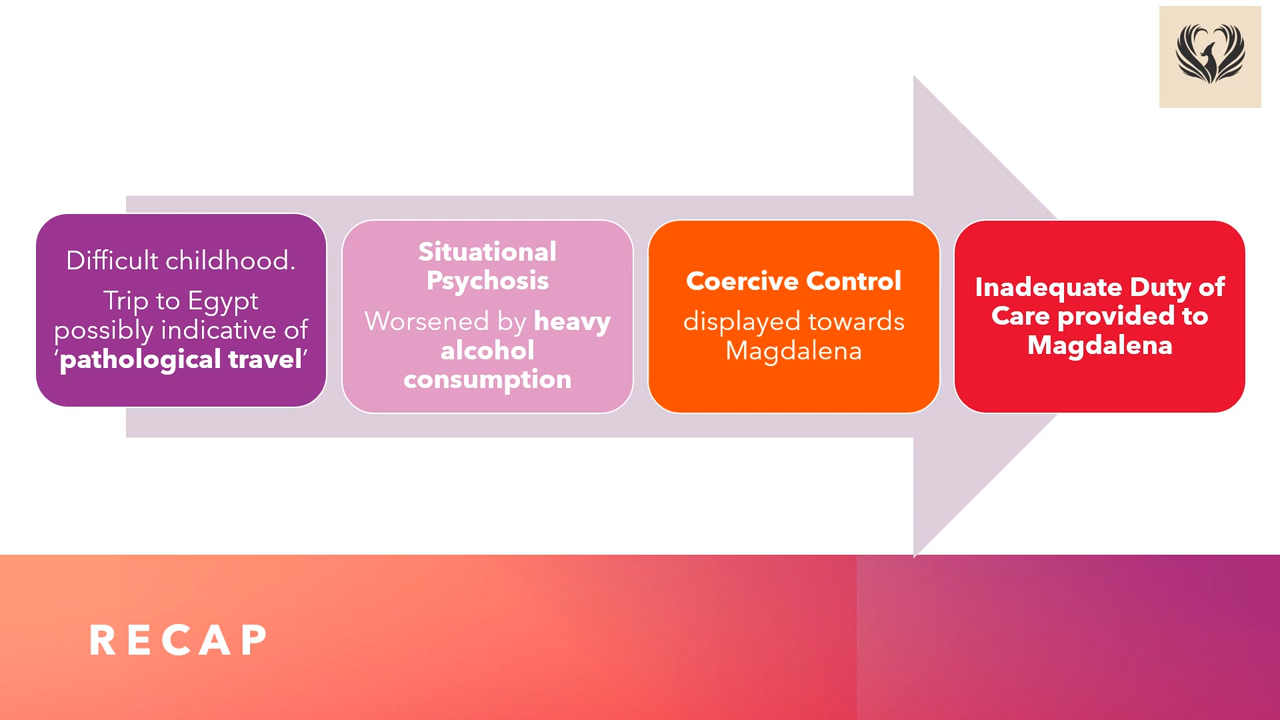 Difficult childhood.
Trip to Egypt
possibly indicative of
‘pathological travel’
Situational
Psychosis
Worsened by heavy
alcohol
consumption
Coercive Control
displayed towards
Magdalena
Inadequate Duty of
Care provided to
Magdalena
RECAP